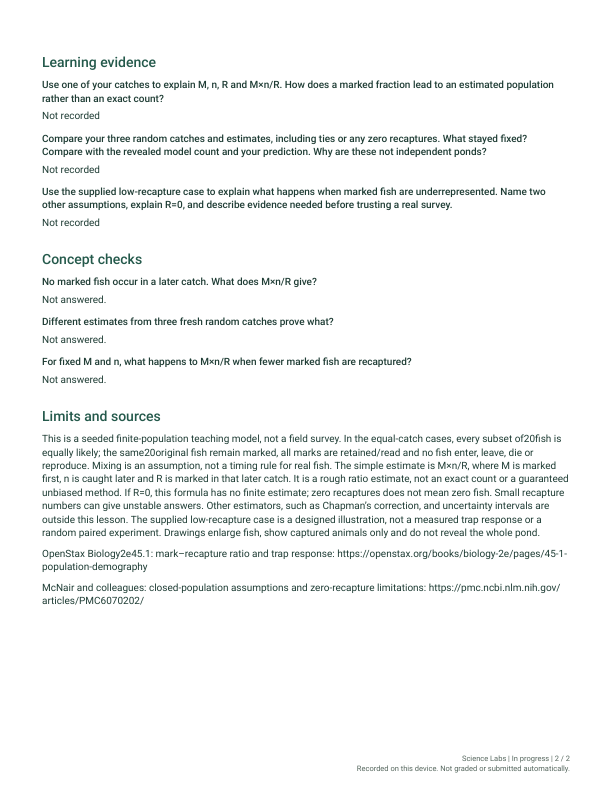 Learning evidence
Use one of your catches to explain M, n, R and M×n/R. How does a marked fraction lead to an estimated population
rather than an exact count?
Not recorded
Compare your three random catches and estimates, including ties or any zero recaptures. What stayed fixed?
Compare with the revealed model count and your prediction. Why are these not independent ponds?
Not recorded
Use the supplied low-recapture case to explain what happens when marked fish are underrepresented. Name two
other assumptions, explain R=0, and describe evidence needed before trusting a real survey.
Not recorded
Concept checks
No marked fish occur in a later catch. What does M×n/R give?
Not answered.
Different estimates from three fresh random catches prove what?
Not answered.
For fixed M and n, what happens to M×n/R when fewer marked fish are recaptured?
Not answered.
Limits and sources
This is a seeded finite-population teaching model, not a field survey. In the equal-catch cases, every subset of20fish is
equally likely; the same20original fish remain marked, all marks are retained/read and no fish enter, leave, die or
reproduce. Mixing is an assumption, not a timing rule for real fish. The simple estimate is M×n/R, where M is marked
first, n is caught later and R is marked in that later catch. It is a rough ratio estimate, not an exact count or a guaranteed
unbiased method. If R=0, this formula has no finite estimate; zero recaptures does not mean zero fish. Small recapture
numbers can give unstable answers. Other estimators, such as Chapman's correction, and uncertainty intervals are
outside this lesson. The supplied low-recapture case is a designed illustration, not a measured trap response or a
random paired experiment. Drawings enlarge fish, show captured animals only and do not reveal the whole pond.
OpenStax Biology2e45.1: mark–recapture ratio and trap response: https://openstax.org/books/biology-2e/pages/45-1-
population-demography
McNair and colleagues: closed-population assumptions and zero-recapture limitations: https://pmc.ncbi.nlm.nih.gov/
articles/PMC6070202/
Science Labs | In progress | 2 / 2
Recorded on this device. Not graded or submitted automatically.